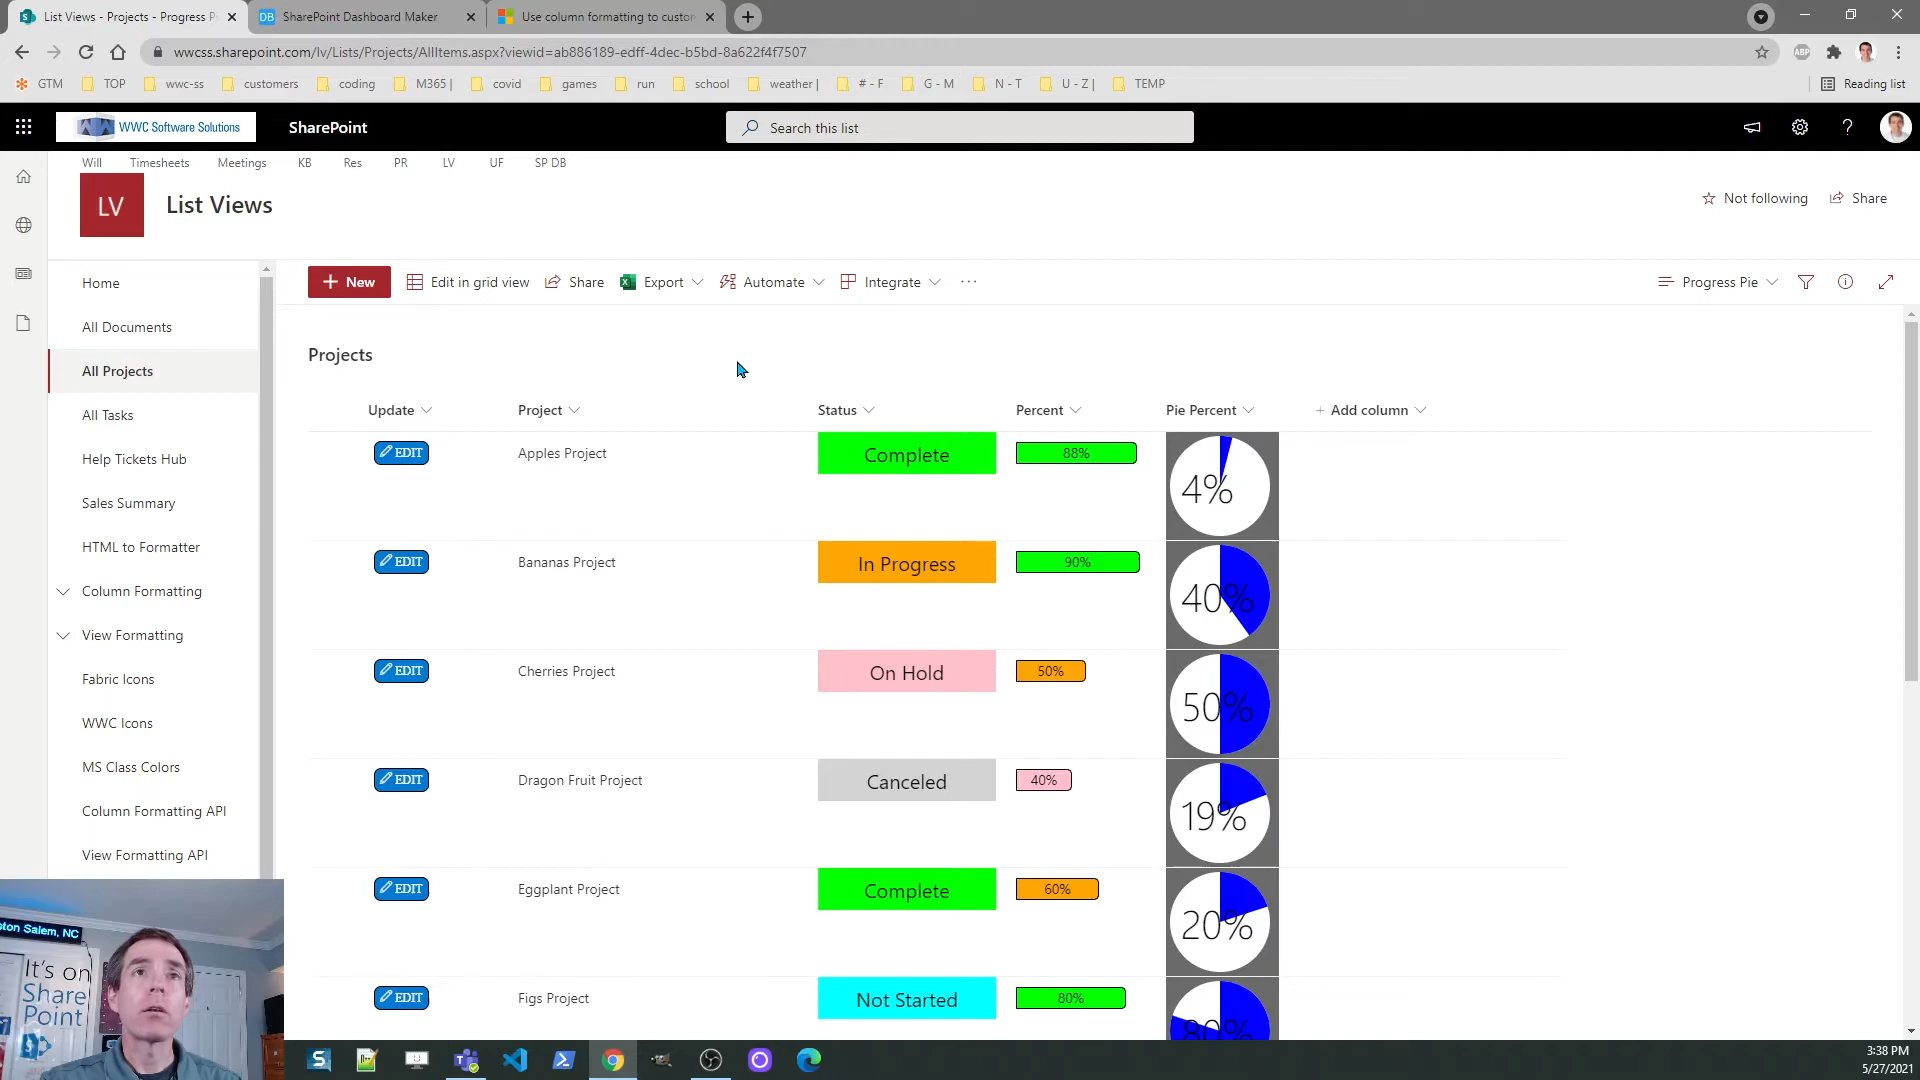 List Views - Projects - Progress P
DB SharePoint Dashboard Maker
Use column formatting to custor
wwcss.sharepoint.com/lv/Lists/Projects/AllItems.aspx?viewid=ab886189-edff-4dec-b5bd-8a622f4f7507
ABP
GTM TOP wwc-ss customers coding M365 | covid games run school weather | # - F G - M N - T U - Z | TEMP Reading list
WWC Software Solutions SharePoint Search this list ?
Will Timesheets Meetings KB Res PR LV UF SP DB
LV List Views
Not following Share
Home
All Documents
All Projects
All Tasks
Help Tickets Hub
Sales Summary
HTML to Formatter
Column Formatting
View Formatting
Fabric Icons
WWC Icons
MS Class Colors
Column Formatting API
View Formatting API
+ New Edit in grid view Share Export Automate Integrate ··· Progress Pie
Projects
Update Project Status Percent Pie Percent + Add column
EDIT Apples Project Complete 88% 4%
EDIT Bananas Project In Progress 90% 40%
EDIT Cherries Project On Hold 50% 50%
EDIT Dragon Fruit Project Canceled 40% 19%
EDIT Eggplant Project Complete 60% 20%
EDIT Figs Project Not Started 80% 80%
ston Salem, NC
It's on
Share
Point
3:38 PM
5/27/2021